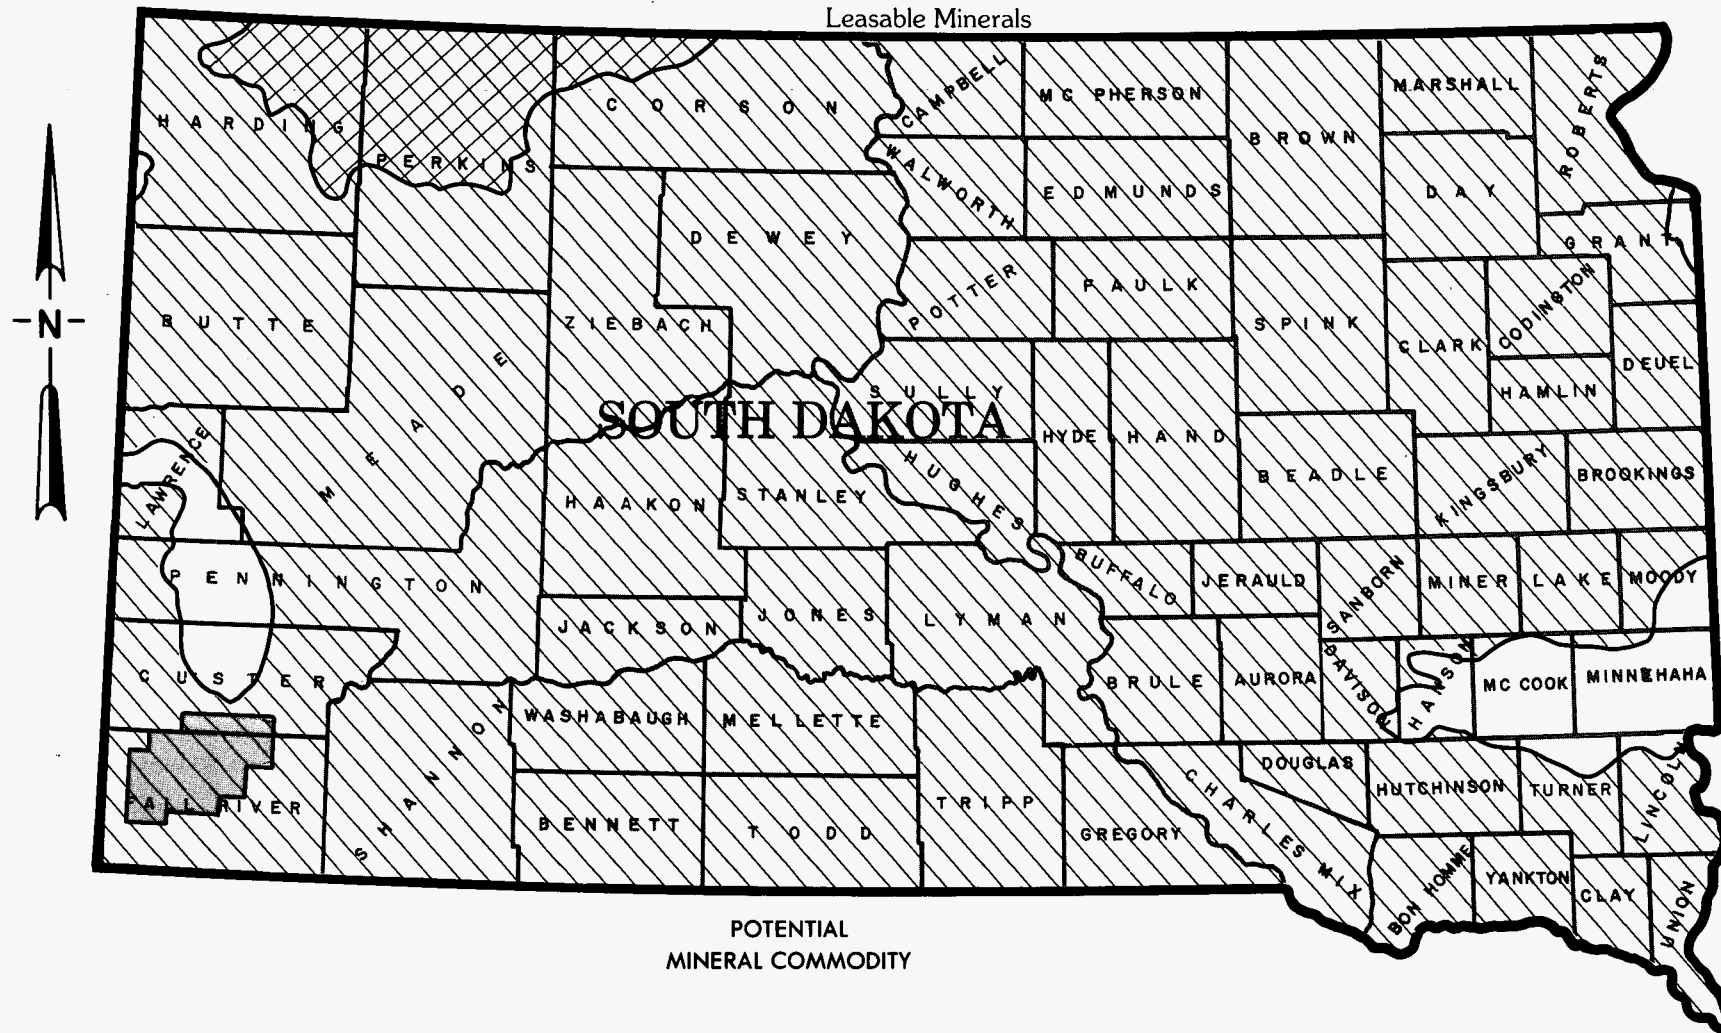 Leasable Minerals
HARDING
PERKINS
CORSON
CAMPBELL
MC PHERSON
BROWN
MARSHALL
ROBERTS
WALWORTH
EDMUNDS
DAY
GRANT
BUTTE
ZIEBACH
DEWEY
POTTER
FAULK
SPINK
CLARK
CODINGTON
HAMLIN
DEUEL
-N-
MEADE
SOUTH DAKOTA
SULLY
HYDE
HAND
BEADLE
KINGSBURY
BROOKINGS
LAWRENCE
HAAKON
STANLEY
HUGHES
PENNINGTON
JACKSON
JONES
LYMAN
BUFFALO
JERAULD
SANBORN
MINER
LAKE
MOODY
CUSTER
WASHABAUGH
MELLETTE
BRULE
AURORA
DAVISON
HANSON
MC COOK
MINNEHAHA
FALL RIVER
SHANNON
BENNETT
TODD
TRIPP
GREGORY
CHARLES MIX
DOUGLAS
HUTCHINSON
TURNER
LINCOLN
BON HOMME
YANKTON
CLAY
UNION
POTENTIAL
MINERAL COMMODITY